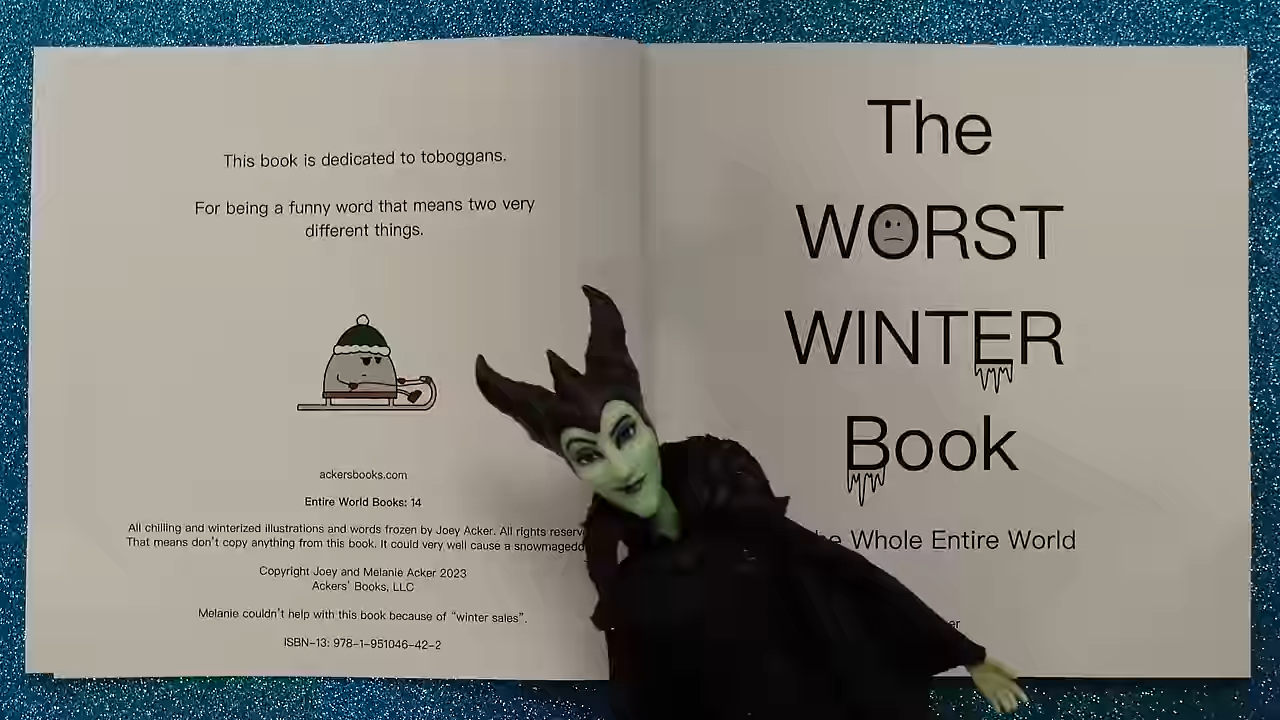 This book is dedicated to toboggans.
For being a funny word that means two very
different things.
ackersbooks.com
Entire World Books: 14
All chilling and winterized illustrations and words frozen by Joey Acker. All rights
That means don't copy anything from this book. It could very well cause a
Copyright Joey and Melanie Acker 2023
Ackers' Books, LLC
Melanie couldn't help with this book because of "winter sales".
ISBN-13: 978-1-951046-42-2
The
WORST
WINTER
Book
Whole Entire World